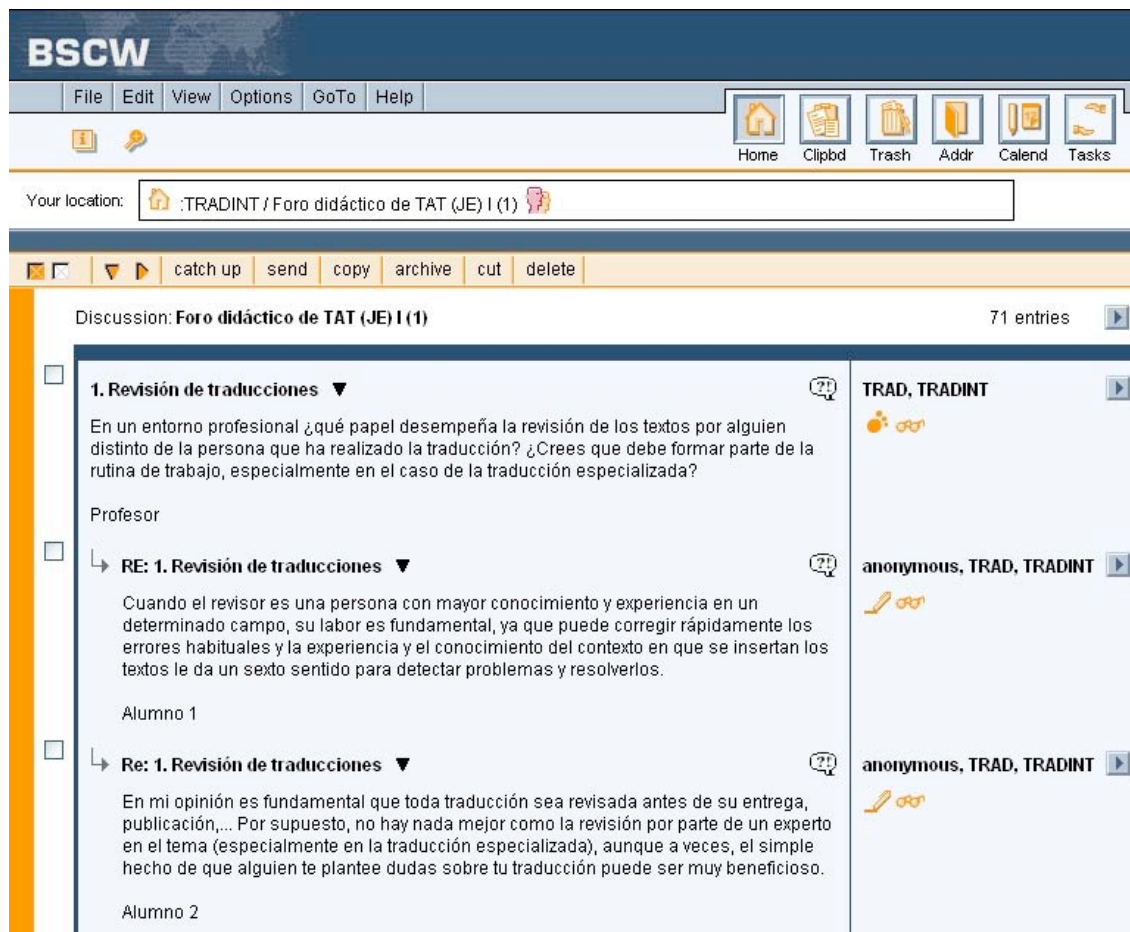 BSCW
File Edit View Options GoTo Help
Home Clipbd Trash Addr Calend Tasks
Your location: :TRADINT / Foro didáctico de TAT (JE) I (1)
catch up send copy archive cut delete
Discussion: Foro didáctico de TAT (JE) I (1) 71 entries
1. Revisión de traducciones TRAD, TRADINT
En un entorno profesional ¿qué papel desempeña la revisión de los textos por alguien
distinto de la persona que ha realizado la traducción? ¿Crees que debe formar parte de la
rutina de trabajo, especialmente en el caso de la traducción especializada?
Profesor
RE: 1. Revisión de traducciones anonymous, TRAD, TRADINT
Cuando el revisor es una persona con mayor conocimiento y experiencia en un
determinado campo, su labor es fundamental, ya que puede corregir rápidamente los
errores habituales y la experiencia y el conocimiento del contexto en que se insertan los
textos le da un sexto sentido para detectar problemas y resolverlos.
Alumno 1
Re: 1. Revisión de traducciones anonymous, TRAD, TRADINT
En mi opinión es fundamental que toda traducción sea revisada antes de su entrega,
publicación,... Por supuesto, no hay nada mejor como la revisión por parte de un experto
en el tema (especialmente en la traducción especializada), aunque a veces, el simple
hecho de que alguien te plantee dudas sobre tu traducción puede ser muy beneficioso.
Alumno 2